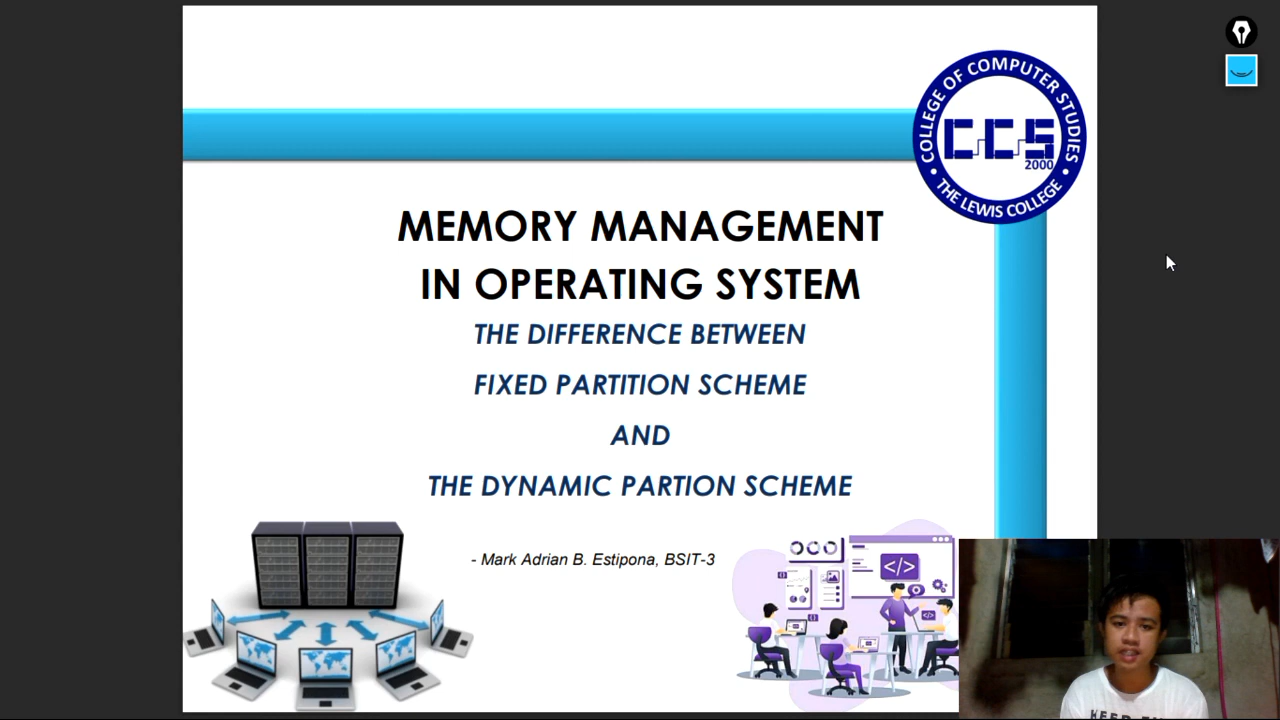 COLLEGE OF COMPUTER STUDIES
CCS
2000
THE LEWIS COLLEGE
MEMORY MANAGEMENT
IN OPERATING SYSTEM
THE DIFFERENCE BETWEEN
FIXED PARTITION SCHEME
AND
THE DYNAMIC PARTION SCHEME
- Mark Adrian B. Estipona, BSIT-3
</>
</>